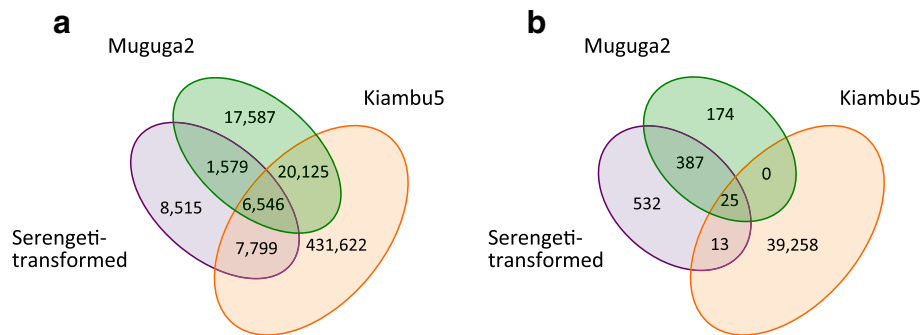 a
Muguga2
Kiambu5
17,587
1,579
20,125
8,515
6,546
7,799
431,622
Serengeti-
transformed
b
Muguga2
Kiambu5
174
387
0
532
25
13
39,258
Serengeti-
transformed